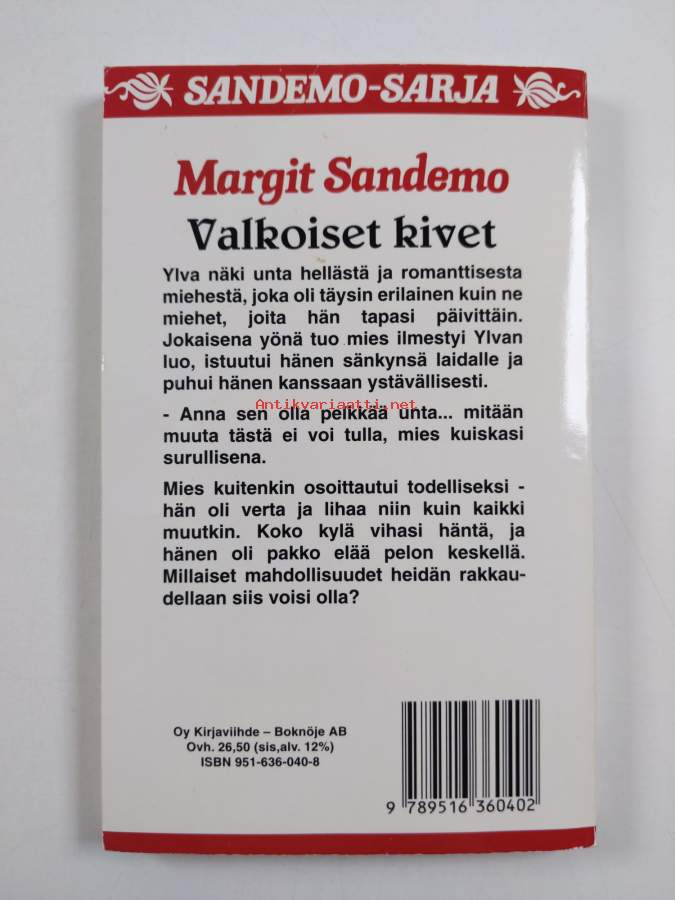 SANDEMO-SARJA
Margit Sandemo
Valkoiset kivet
Ylva näki unta hellästä ja romanttisesta
miehestä, joka oli täysin erilainen kuin ne
miehet, joita hän tapasi päivittäin.
Jokaisena yönä tuo mies ilmestyi Ylvan
luo, istuutui hänen sänkynsä laidalle ja
puhui hänen kanssaan ystävällisesti.
Antikvariaatti.net
- Anna sen olla pelkkää unta... mitään
muuta tästä ei voi tulla, mies kuiskasi
surullisena.
Mies kuitenkin osoittautui todelliseksi -
hän oli verta ja lihaa niin kuin kaikki
muutkin. Koko kylä vihasi häntä, ja
hänen oli pakko elää pelon keskellä.
Millaiset mahdollisuudet heidän rakkau-
dellaan siis voisi olla?
Oy Kirjaviihde – Boknöje AB
Ovh. 26,50 (sis,alv. 12%)
ISBN 951-636-040-8
9 789516 360402